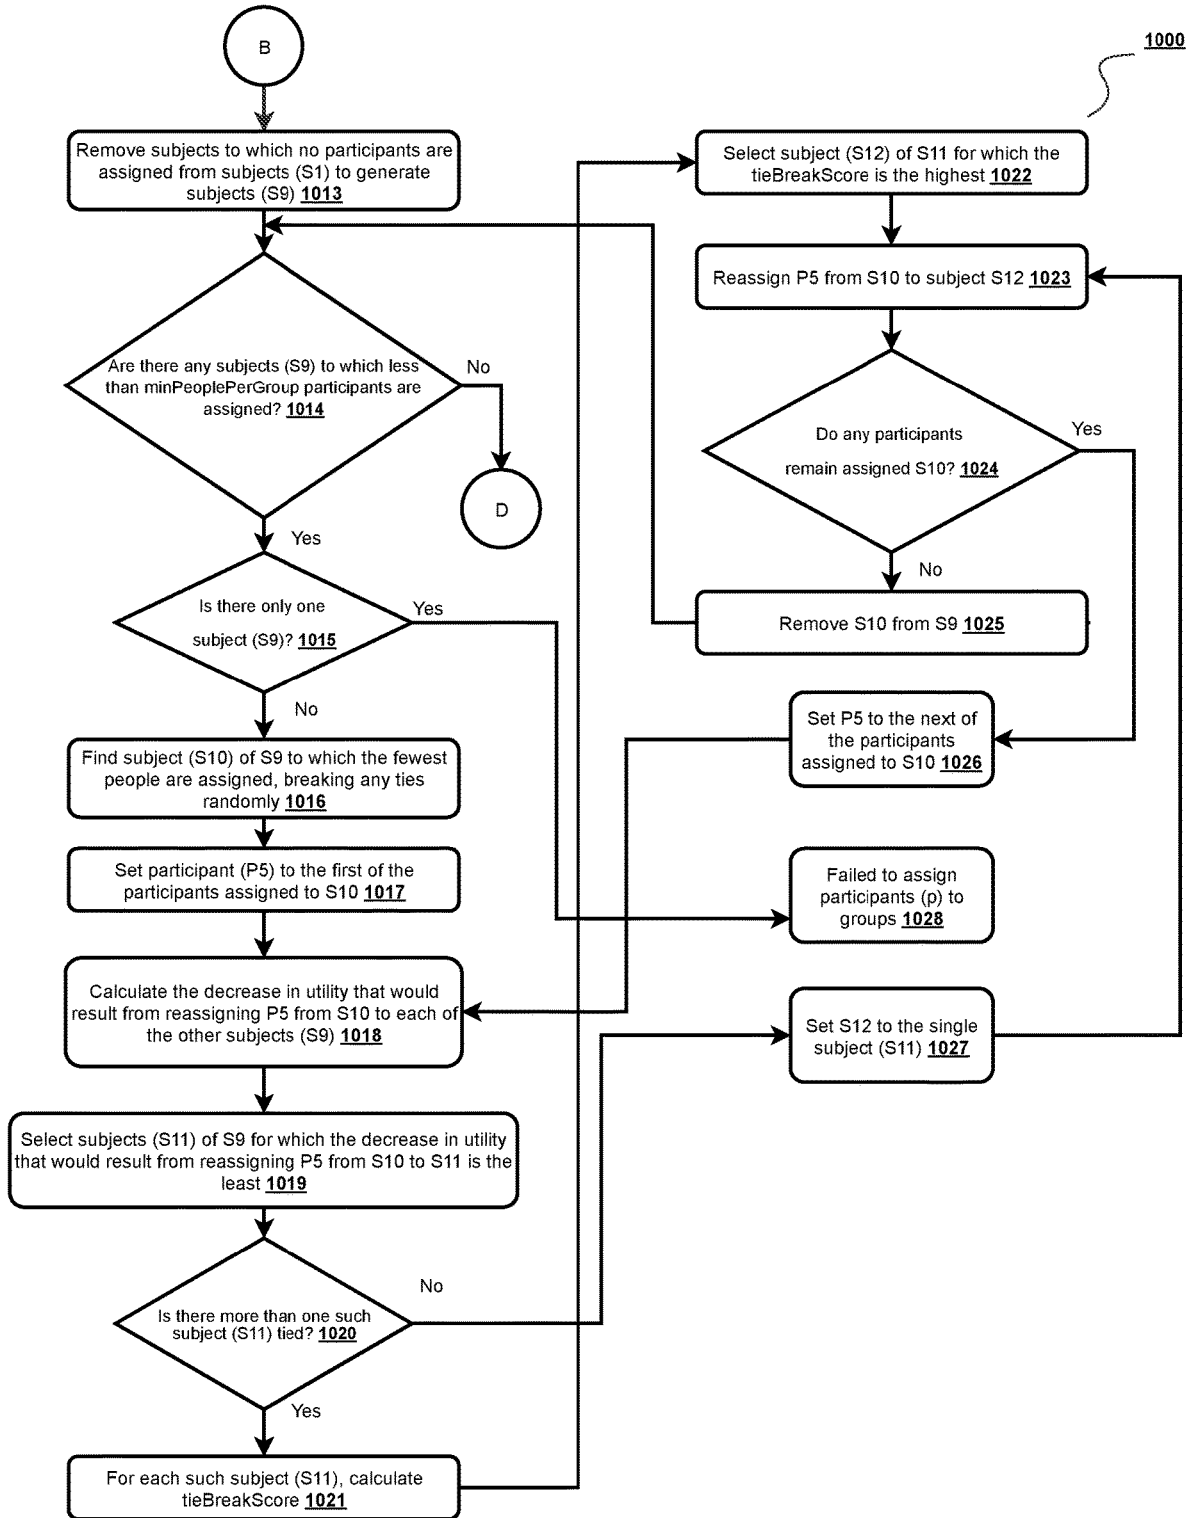 B
1000
Remove subjects to which no participants are
assigned from subjects (S1) to generate
subjects (S9) 1013
Are there any subjects (S9) to which less
than minPeoplePerGroup participants are
assigned? 1014
No
D
Yes
Is there only one
subject (S9)? 1015
Yes
No
Find subject (S10) of S9 to which the fewest
people are assigned, breaking any ties
randomly 1016
Set participant (P5) to the first of the
participants assigned to S10 1017
Calculate the decrease in utility that would
result from reassigning P5 from S10 to each of
the other subjects (S9) 1018
Select subjects (S11) of S9 for which the decrease in utility
that would result from reassigning P5 from S10 to S11 is the
least 1019
Is there more than one such
subject (S11) tied? 1020
No
Yes
For each such subject (S11), calculate
tieBreakScore 1021
Select subject (S12) of S11 for which the
tieBreakScore is the highest 1022
Reassign P5 from S10 to subject S12 1023
Do any participants
remain assigned S10? 1024
Yes
No
Remove S10 from S9 1025
Set P5 to the next of
the participants
assigned to S10 1026
Failed to assign
participants (p) to
groups 1028
Set S12 to the single
subject (S11) 1027